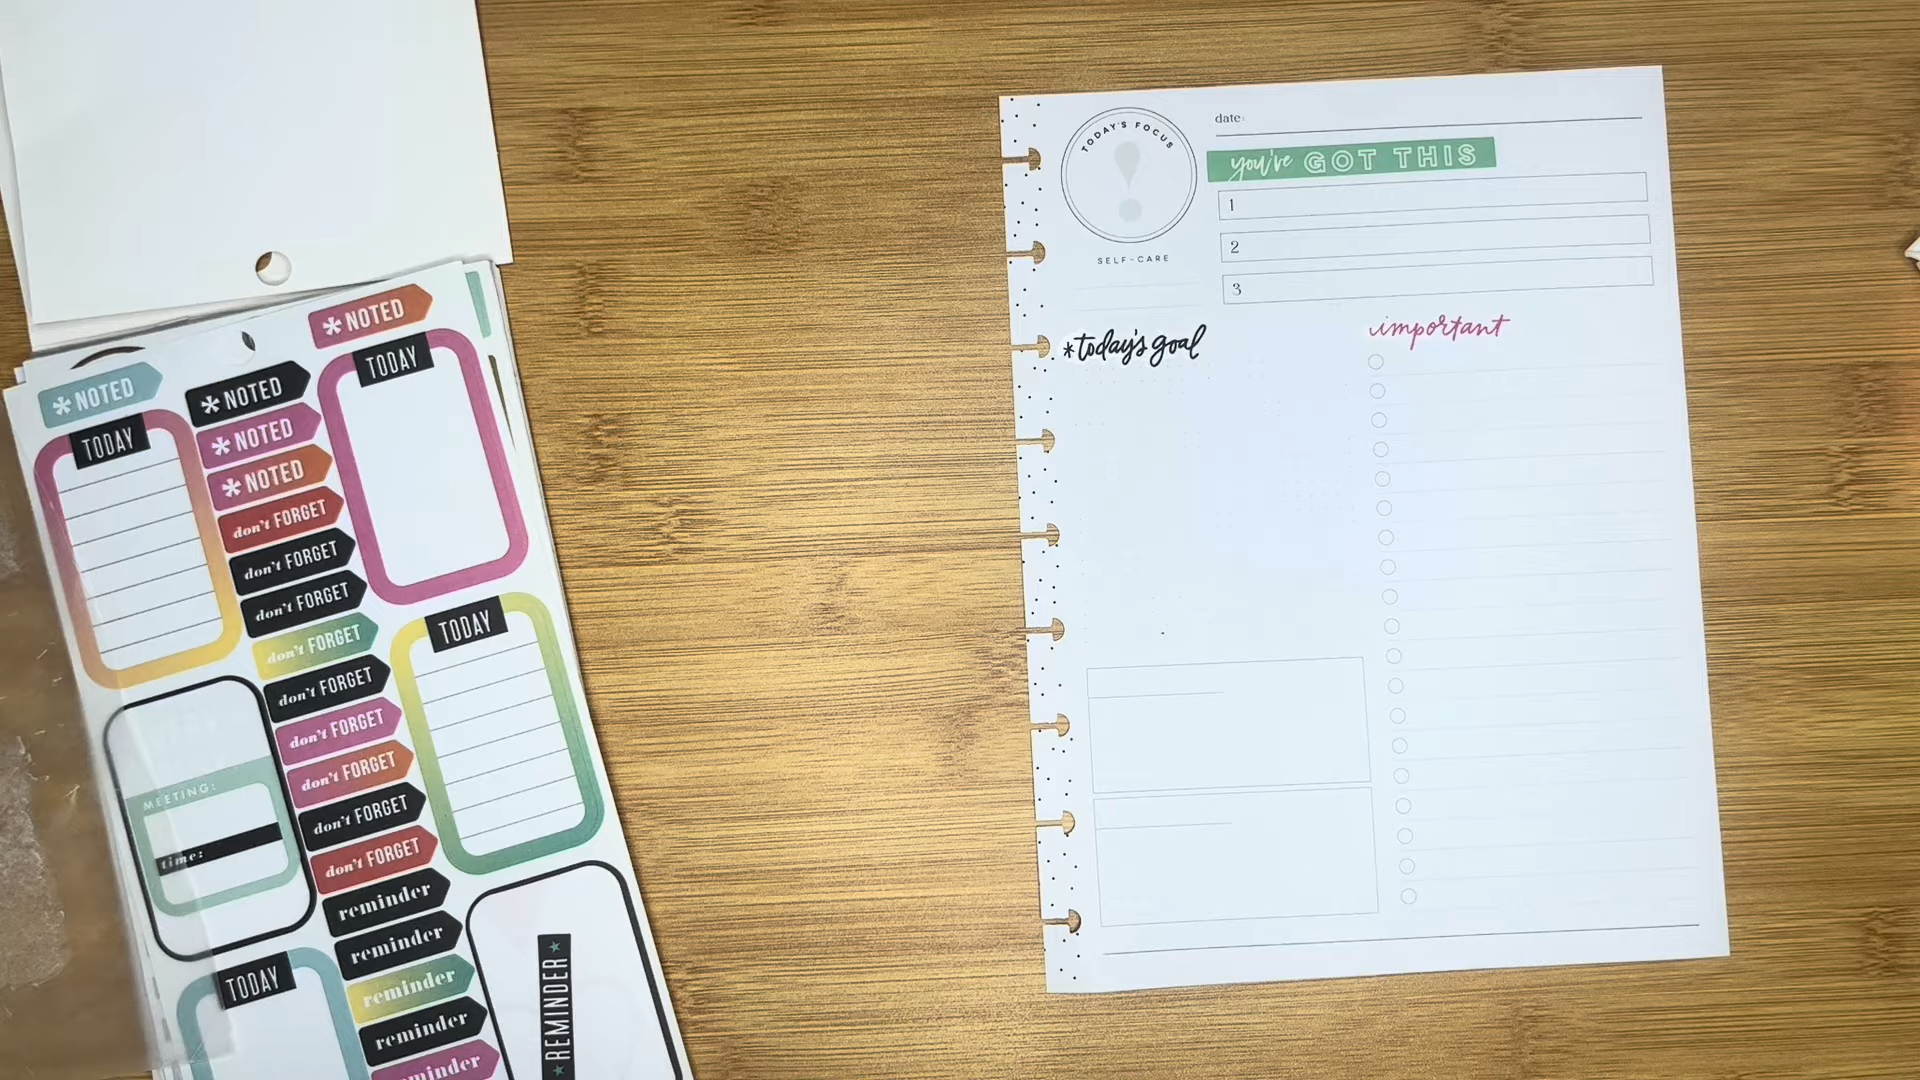 *NOTED
TODAY
*NOTED
*NOTED
TODAY
*NOTED
*NOTED
don't FORGET
don't FORGET
don't FORGET
don't FORGET
TODAY
don't FORGET
don't FORGET
don't FORGET
MEETING:
don't FORGET
time:
don't FORGET
reminder
reminder
TODAY
reminder
REMINDER
reminder
date:
TODAY'S FOCUS
you've GOT THIS
1
2
SELF-CARE
3
*today's goal
important